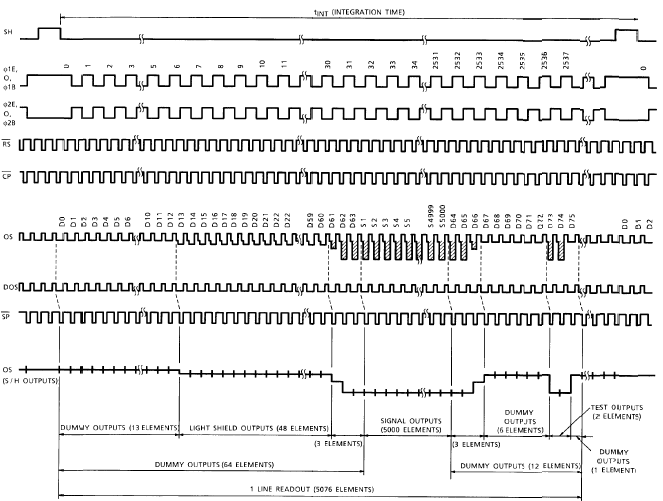 tINT (INTEGRATION TIME)
SH
0 1 2 3 5 6 7 8 9 10 11 30 31 32 33 34 2531 2532 2533 2534 2535 2536 2537 0
ø1E,
O,
ø1B
ø2E,
O,
ø2B
RS
CP
D0 D1 D2 D3 D4 D5 D6 D10 D11 D12 D13 D14 D15 D16 D17 D18 D19 D20 D21 D22 D22 D59 D60 D61 D62 D63 S1 S2 S3 S4 S5 S4999 S5000 D64 D65 D66 D67 D68 D69 D70 D71 D72 D73 D74 D75 D0 D1 D2
OS
DOS
SP
OS
(S/H OUTPUTS)
DUMMY OUTPUTS (13 ELEMENTS)
LIGHT SHIELD OUTPUTS (48 ELEMENTS)
(3 ELEMENTS)
SIGNAL OUTPUTS
(5000 ELEMENTS)
(3 ELEMENTS)
DUMMY
OUTPUTS
(6 ELEMENTS)
TEST OUTPUTS
(2 ELEMENTS)
DUMMY
OUTPUTS
(1 ELEMENT)
DUMMY OUTPUTS (64 ELEMENTS)
DUMMY OUTPUTS (12 ELEMENTS)
1 LINE READOUT (5076 ELEMENTS)